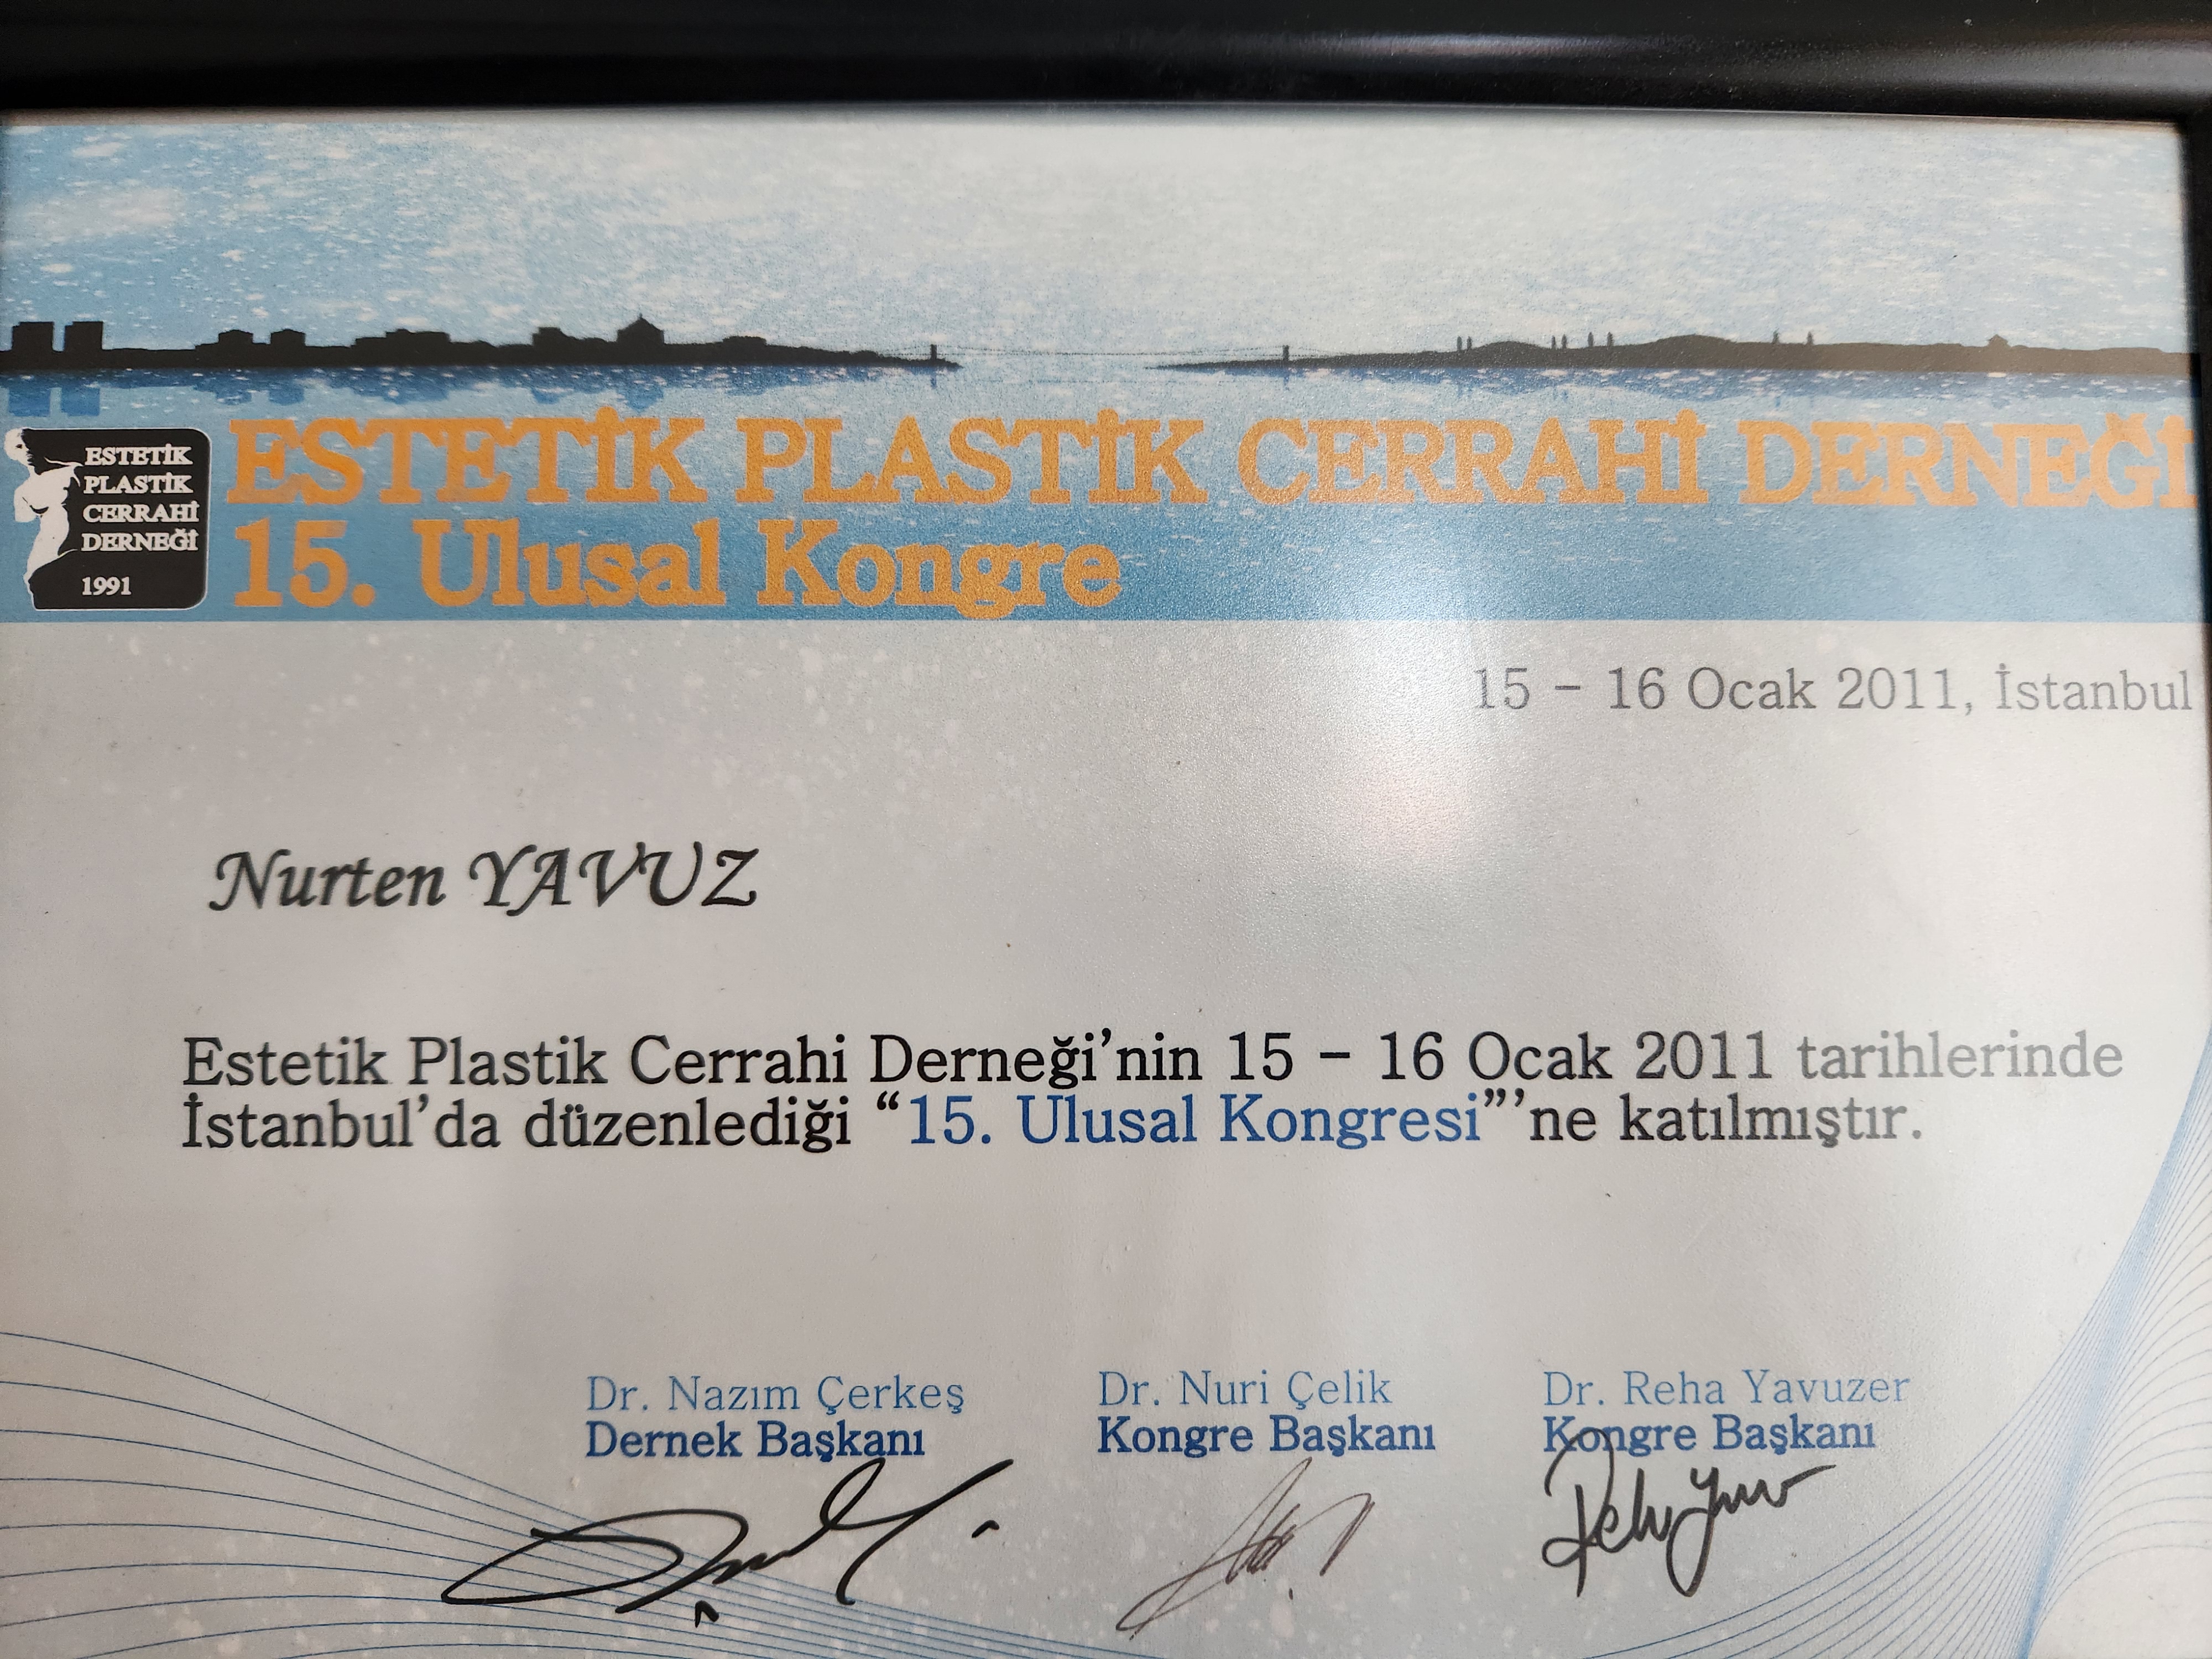 ESTETİK
PLASTİK
CERRAHİ
DERNEĞİ
1991
ESTETİK PLASTİK CERRAHİ DERNEĞİ
15. Ulusal Kongre
15 - 16 Ocak 2011, İstanbul
Nurten YAVUZ
Estetik Plastik Cerrahi Derneği'nin 15 - 16 Ocak 2011 tarihlerinde
İstanbul'da düzenlediği “15. Ulusal Kongresi”'ne katılmıştır.
Dr. Nazım Çerkeş
Dernek Başkanı
Dr. Nuri Çelik
Kongre Başkanı
Dr. Reha Yavuzer
Kongre Başkanı